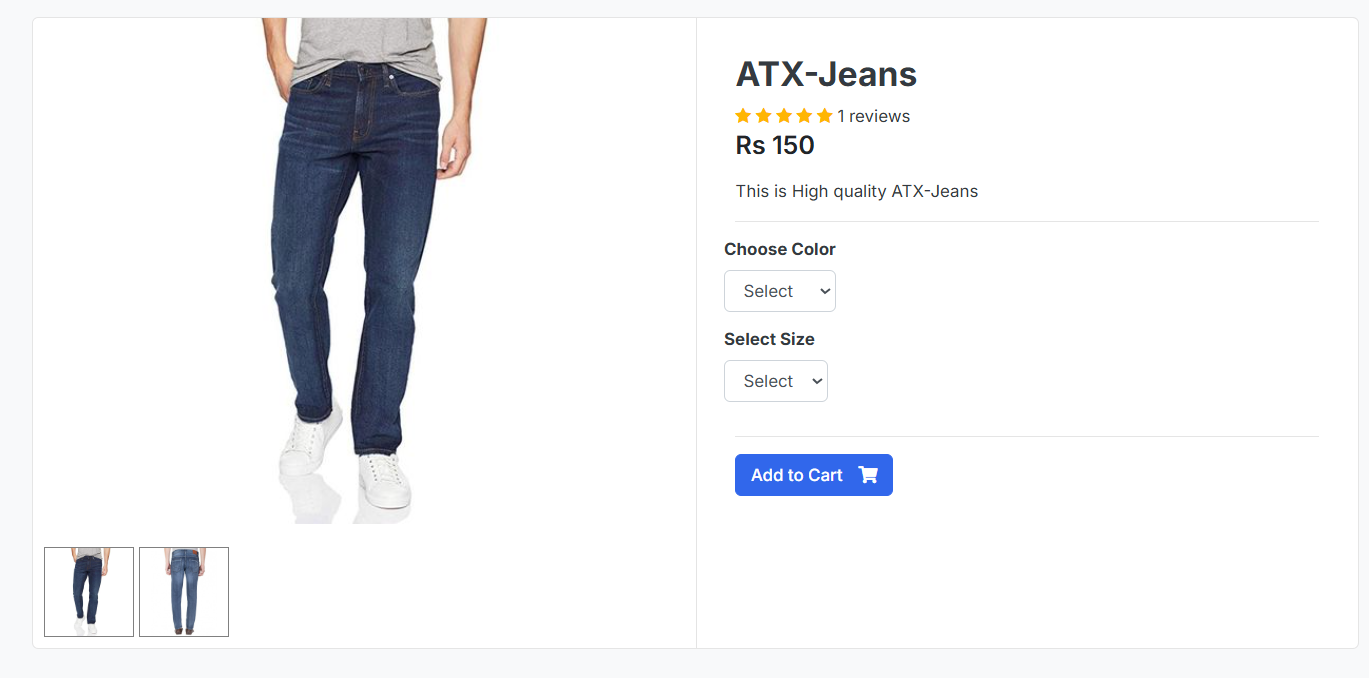 ATX-Jeans
1 reviews
Rs 150
This is High quality ATX-Jeans
Choose Color
Select
Select Size
Select
Add to Cart